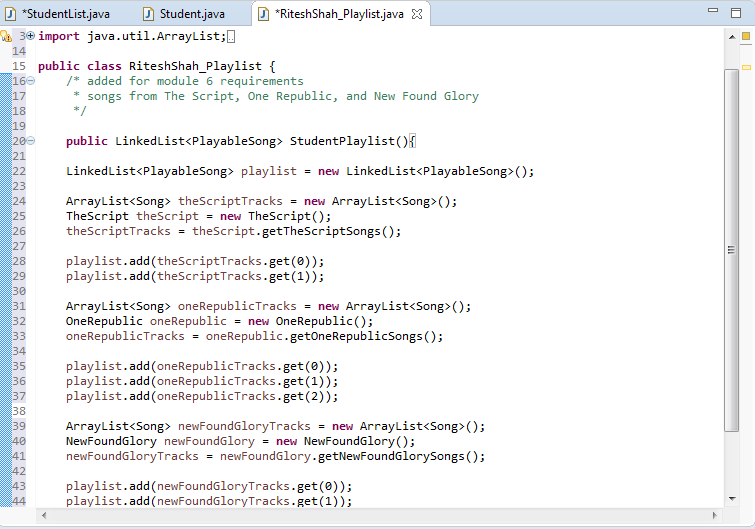 *StudentList.java Student.java *RiteshShah_Playlist.java
3 import java.util.ArrayList;
14
15 public class RiteshShah_Playlist {
16 /* added for module 6 requirements
17 * songs from The Script, One Republic, and New Found Glory
18 */
19
20 public LinkedList<PlayableSong> StudentPlaylist(){
21
22 LinkedList<PlayableSong> playlist = new LinkedList<PlayableSong>();
23
24 ArrayList<Song> theScriptTracks = new ArrayList<Song>();
25 TheScript theScript = new TheScript();
26 theScriptTracks = theScript.getTheScriptSongs();
27
28 playlist.add(theScriptTracks.get(0));
29 playlist.add(theScriptTracks.get(1));
30
31 ArrayList<Song> oneRepublicTracks = new ArrayList<Song>();
32 OneRepublic oneRepublic = new OneRepublic();
33 oneRepublicTracks = oneRepublic.getOneRepublicSongs();
34
35 playlist.add(oneRepublicTracks.get(0));
36 playlist.add(oneRepublicTracks.get(1));
37 playlist.add(oneRepublicTracks.get(2));
38
39 ArrayList<Song> newFoundGloryTracks = new ArrayList<Song>();
40 NewFoundGlory newFoundGlory = new NewFoundGlory();
41 newFoundGloryTracks = newFoundGlory.getNewFoundGlorySongs();
42
43 playlist.add(newFoundGloryTracks.get(0));
44 playlist.add(newFoundGloryTracks.get(1));